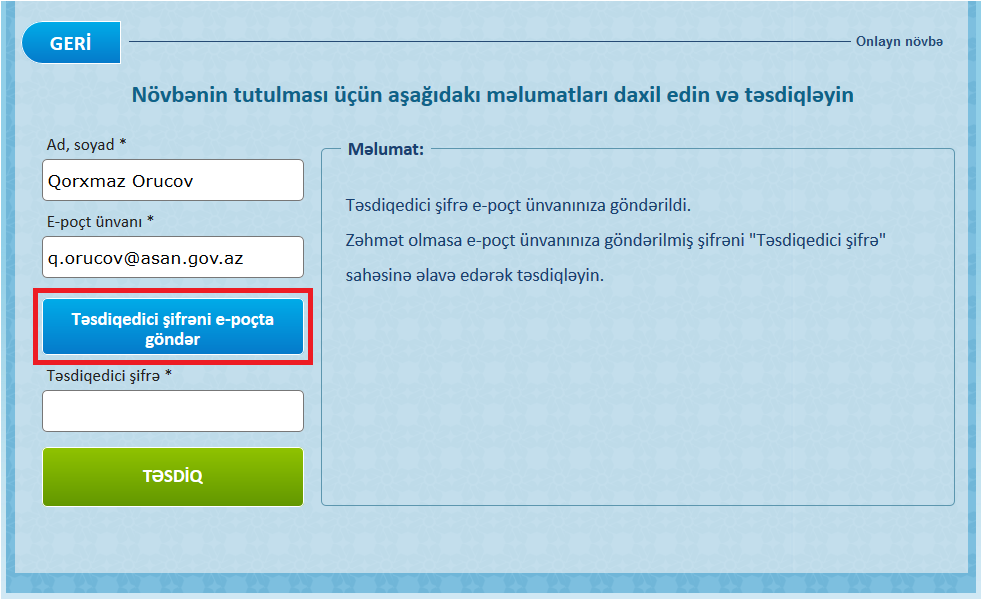 GERİ
Onlayn növbə
Növbənin tutulması üçün aşağıdakı məlumatları daxil edin və təsdiqləyin
Ad, soyad *
Qorxmaz Orucov
E-poçt ünvanı *
q.orucov@asan.gov.az
Təsdiqedici şifrəni e-poçta
göndər
Təsdiqedici şifrə *
TƏSDİQ
Məlumat:
Təsdiqedici şifrə e-poçt ünvanınıza göndərildi.
Zəhmət olmasa e-poçt ünvanınıza göndərilmiş şifrəni "Təsdiqedici şifrə"
sahəsinə əlavə edərək təsdiqləyin.